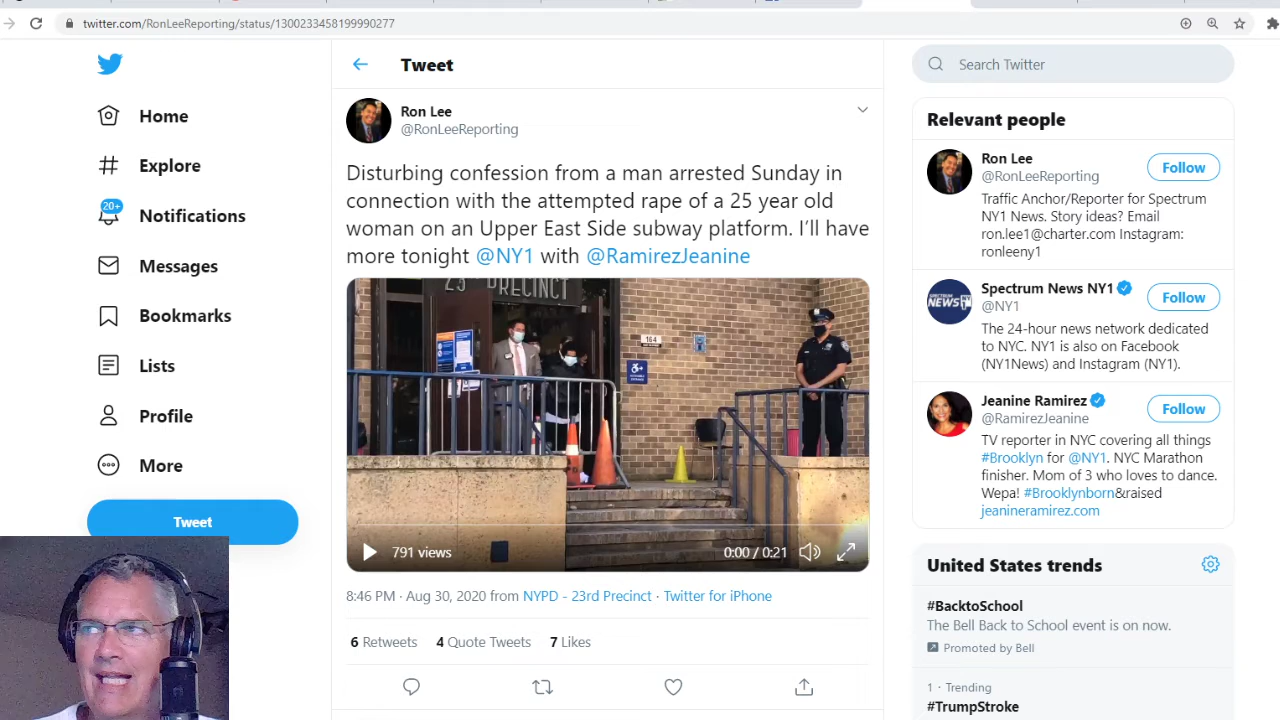 twitter.com/RonLeeReporting/status/1300233458199990277
Home
Explore
20+
Notifications
Messages
Bookmarks
Lists
Profile
More
Tweet
Tweet
Ron Lee
@RonLeeReporting
Disturbing confession from a man arrested Sunday in
connection with the attempted rape of a 25 year old
woman on an Upper East Side subway platform. I'll have
more tonight @NY1 with @RamirezJeanine
PRECINCT
164
791 views
0:00 / 0:21
8:46 PM · Aug 30, 2020 from NYPD - 23rd Precinct · Twitter for iPhone
6 Retweets 4 Quote Tweets 7 Likes
Search Twitter
Relevant people
Ron Lee
@RonLeeReporting
Follow
Traffic Anchor/Reporter for Spectrum
NY1 News. Story ideas? Email
ron.lee1@charter.com Instagram:
ronleeny1
Spectrum News NY1
@NY1
Follow
The 24-hour news network dedicated
to NYC. NY1 is also on Facebook
(NY1News) and Instagram (NY1).
Jeanine Ramirez
@RamirezJeanine
Follow
TV reporter in NYC covering all things
#Brooklyn for @NY1. NYC Marathon
finisher. Mom of 3 who loves to dance.
Wepa! #Brooklynborn&raised
jeanineramirez.com
United States trends
#BacktoSchool
The Bell Back to School event is on now.
Promoted by Bell
1 · Trending
#TrumpStroke